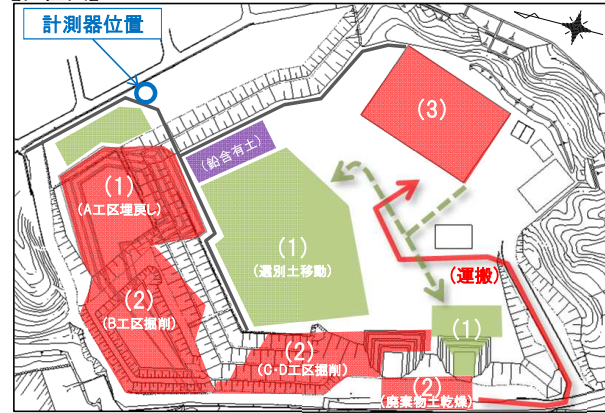 計測器位置
(3)
(鉛含有土)
(1)
(A工区埋戻し)
(1)
(選別土移動)
(運搬)
(2)
(B工区掘削)
(1)
(2)
(C・D工区掘削)
(2)
(廃棄物土乾燥)